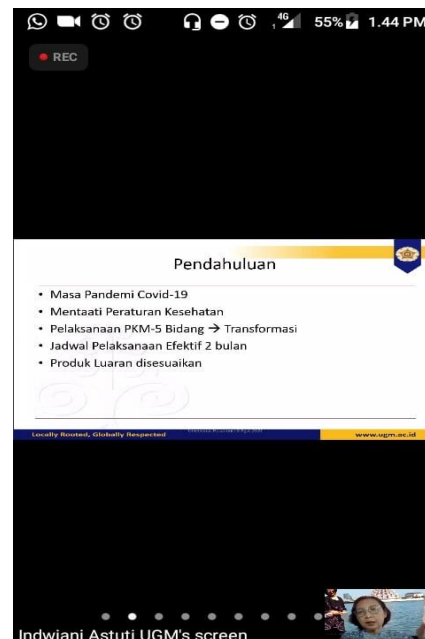 4G
1
55%
1.44 PM
REC
Pendahuluan
• Masa Pandemi Covid-19
• Mentaati Peraturan Kesehatan
• Pelaksanaan PKM-5 Bidang → Transformasi
• Jadwal Pelaksanaan Efektif 2 bulan
• Produk Luaran disesuaikan
Locally Rooted, Globally Respected
www.ugm.ac.id
Indwiani Astuti UGM's screen